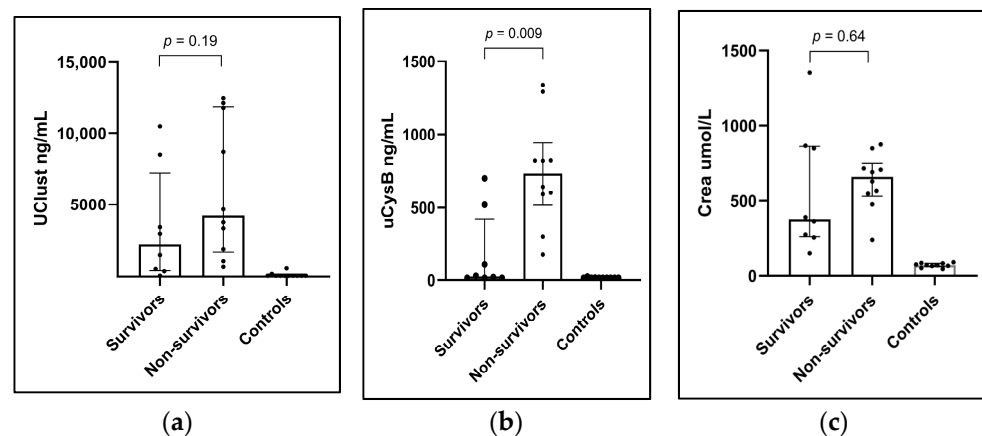 p = 0.19
15,000
10,000
5000
UClust ng/mL
Survivors
Non-survivors
Controls
(a)
p = 0.009
1500
1000
500
0
uCysB ng/mL
Survivors
Non-survivors
Controls
(b)
p = 0.64
1500
1000
500
0
Crea umol/L
Survivors
Non-survivors
Controls
(c)